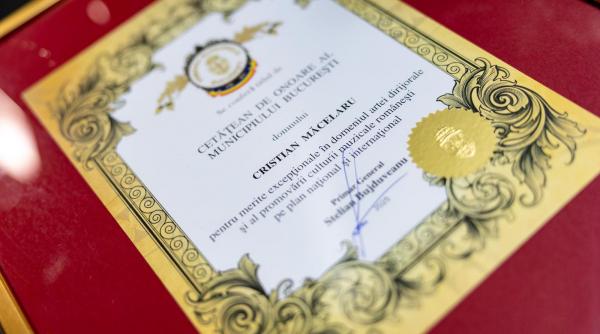 Se conferă titlul de
CETĂȚEAN DE ONOARE AL
MUNICIPIULUI BUCUREȘTI
domnului
CRISTIAN MĂCELARU
pentru merite excepționale în domeniul artei dirijorale
și al promovării culturii muzicale românești
pe plan național și internațional
Primar General
Stelian Bujduveanu
2025